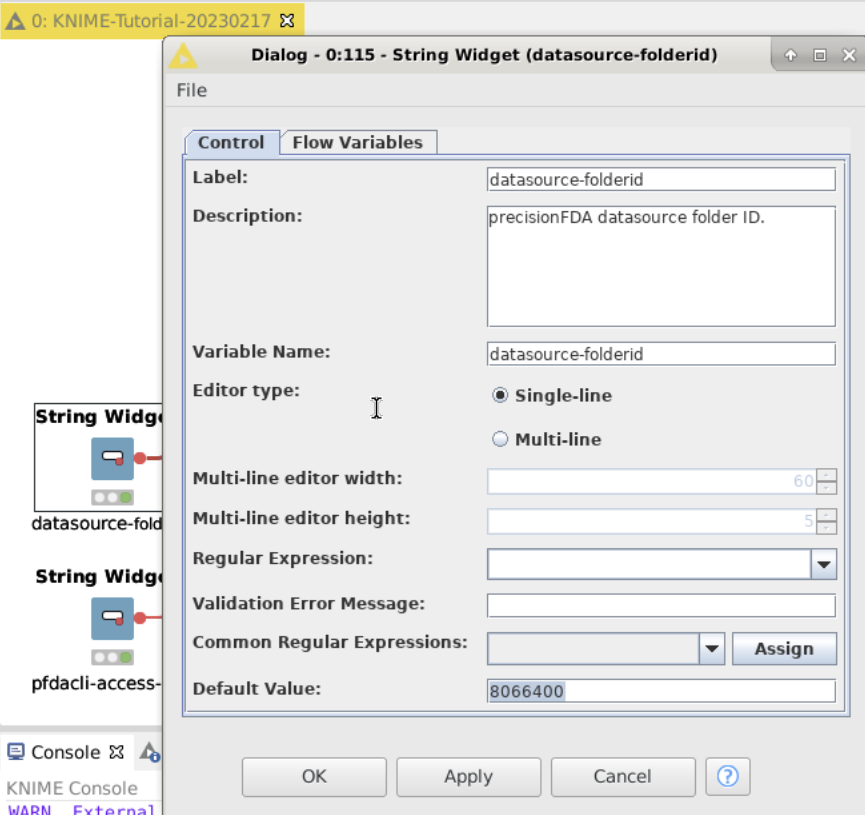 0: KNIME-Tutorial-20230217
Dialog - 0:115 - String Widget (datasource-folderid)
File
Control Flow Variables
Label: datasource-folderid
Description: precisionFDA datasource folder ID.
Variable Name: datasource-folderid
Editor type: Single-line
Multi-line
Multi-line editor width: 60
Multi-line editor height: 5
Regular Expression:
Validation Error Message:
Common Regular Expressions: Assign
Default Value: 8066400
OK Apply Cancel ?
String Widge
datasource-fold
String Widge
pfdacli-access-
Console
KNIME Console
WARN External